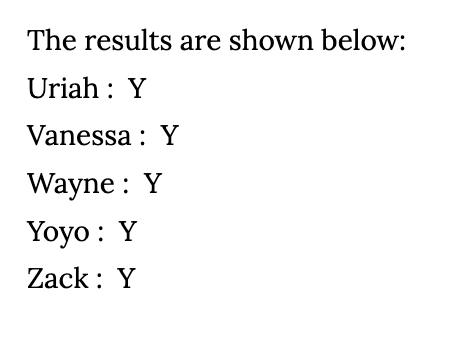 The results are shown below:
Uriah : Y
Vanessa : Y
Wayne : Y
Yoyo : Y
Zack : Y